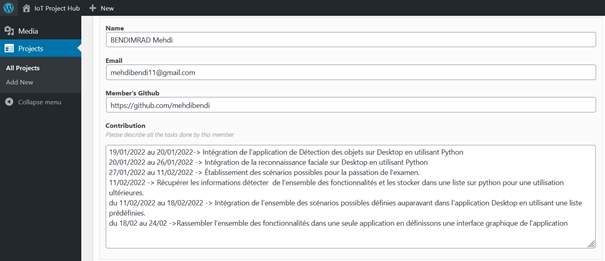 IoT Project Hub
New
Media
Projects
All Projects
Add New
Collapse menu
Name
BENDIMRAD Mehdi
Email
mehdibendi11@gmail.com
Member's Github
https://github.com/mehdibendi
Contribution
Please describe all the tasks done by this member
19/01/2022 au 20/01/2022-> Intégration de l'application de Détection des objets sur Desktop en utilisant Python
20/01/2022 au 26/01/2022 -> Intégration de la reconnaissance faciale sur Desktop en utilisant Python
27/01/2022 au 11/02/2022 -> Établissement des scénarios possibles pour la passation de l'examen.
11/02/2022 -> Récupérer les informations détecter de l'ensemble des fonctionnalités et les stocker dans une liste sur python pour une utilisation
ultérieures.
du 11/02/2022 au 18/02/2022 -> Intégration de l'ensemble des scénarios possibles définies auparavant dans l'application Desktop en utilisant une liste
prédéfinies.
du 18/02 au 24/02 ->Rassembler l'ensemble des fonctionnalités dans une seule application en définissons une interface graphique de l'application